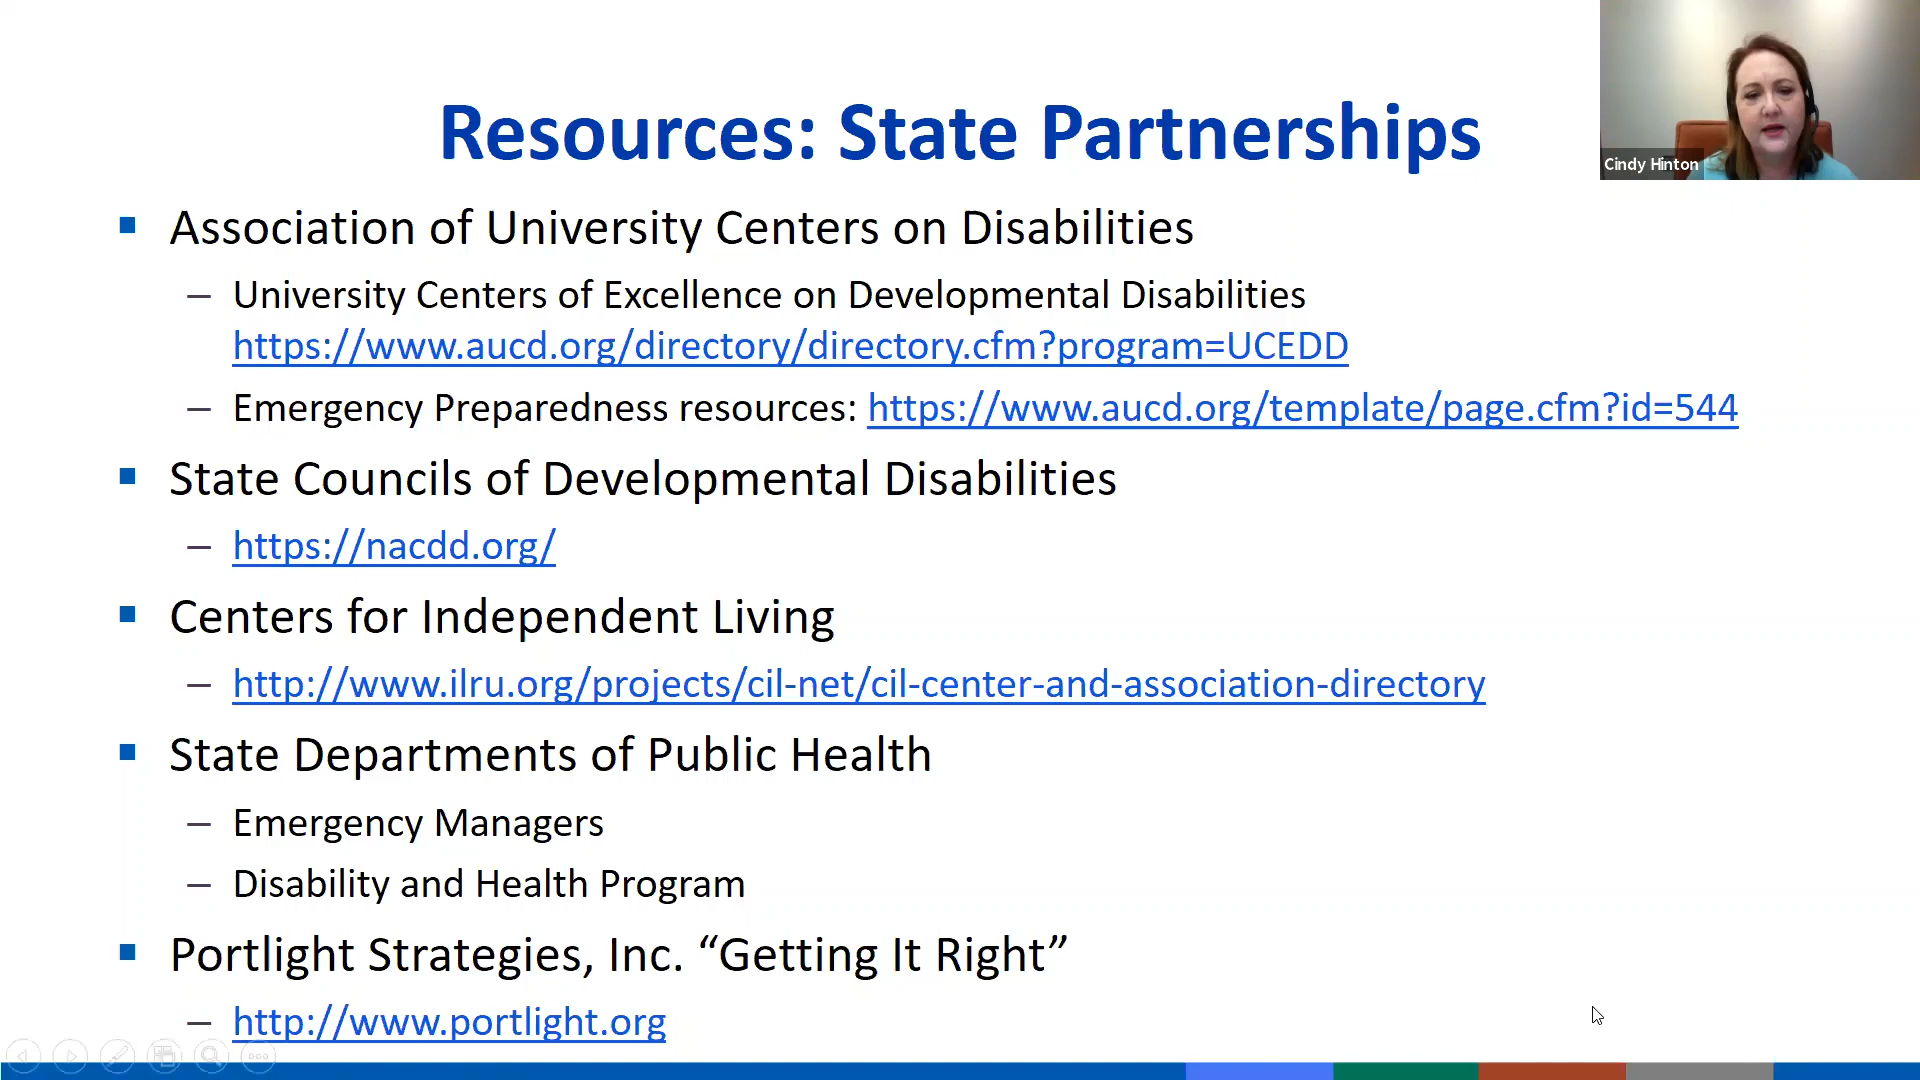 Resources: State Partnerships
Cindy Hinton
▪ Association of University Centers on Disabilities
– University Centers of Excellence on Developmental Disabilities
https://www.aucd.org/directory/directory.cfm?program=UCEDD
– Emergency Preparedness resources: https://www.aucd.org/template/page.cfm?id=544
▪ State Councils of Developmental Disabilities
– https://nacdd.org/
▪ Centers for Independent Living
– http://www.ilru.org/projects/cil-net/cil-center-and-association-directory
▪ State Departments of Public Health
– Emergency Managers
– Disability and Health Program
▪ Portlight Strategies, Inc. “Getting It Right”
– http://www.portlight.org